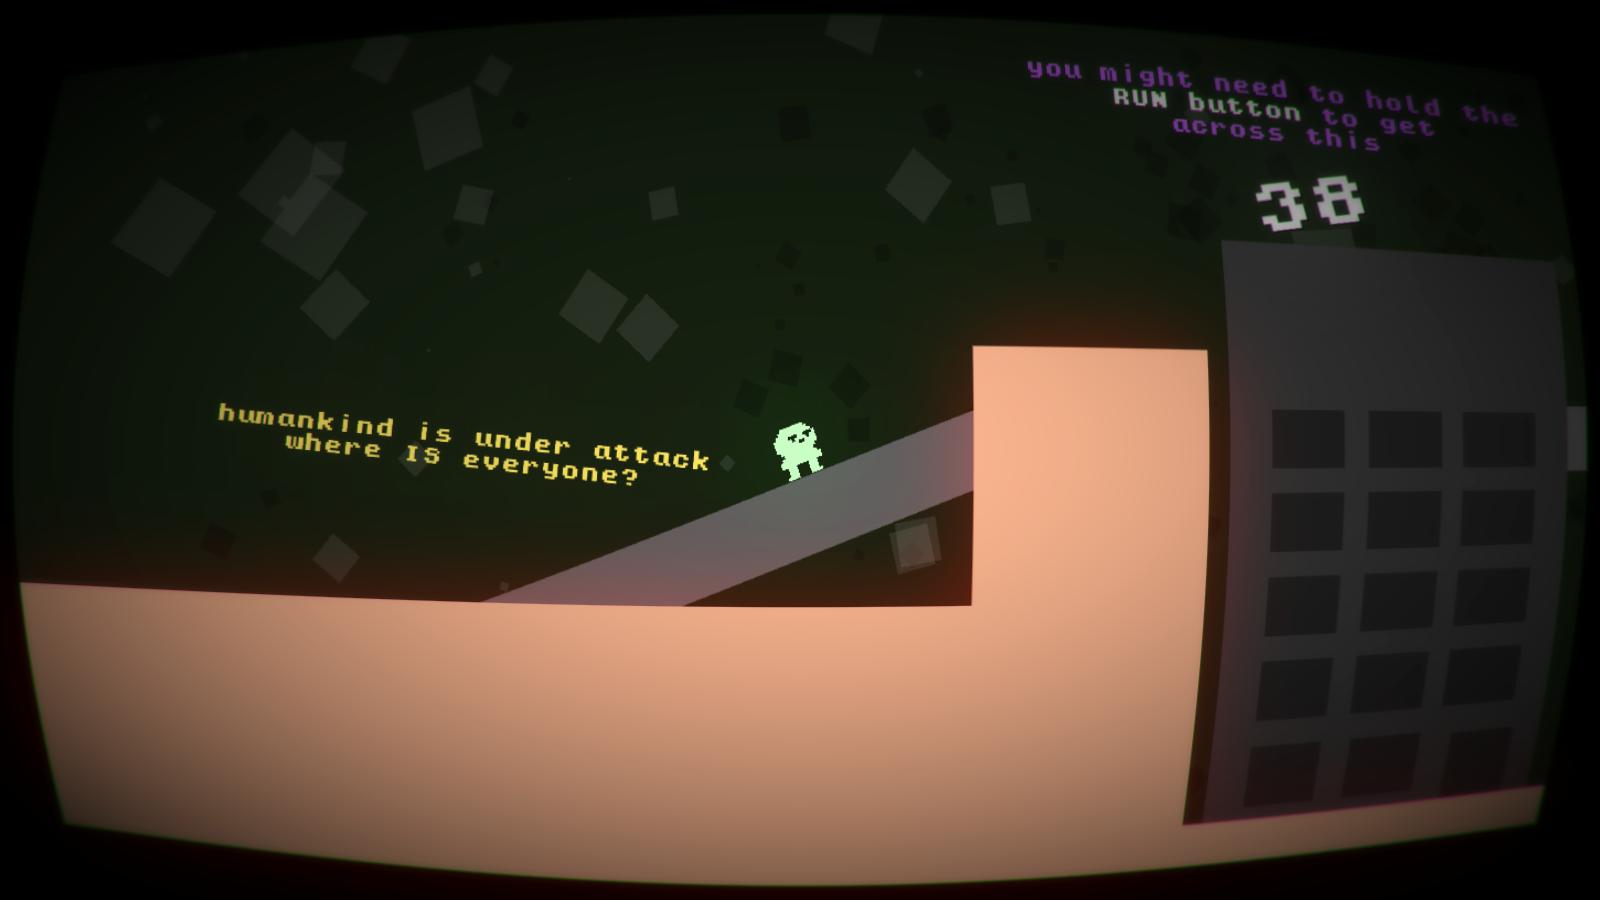 you might need to hold the
RUN button to get
across this
38
humankind is under attack
where IS everyone?